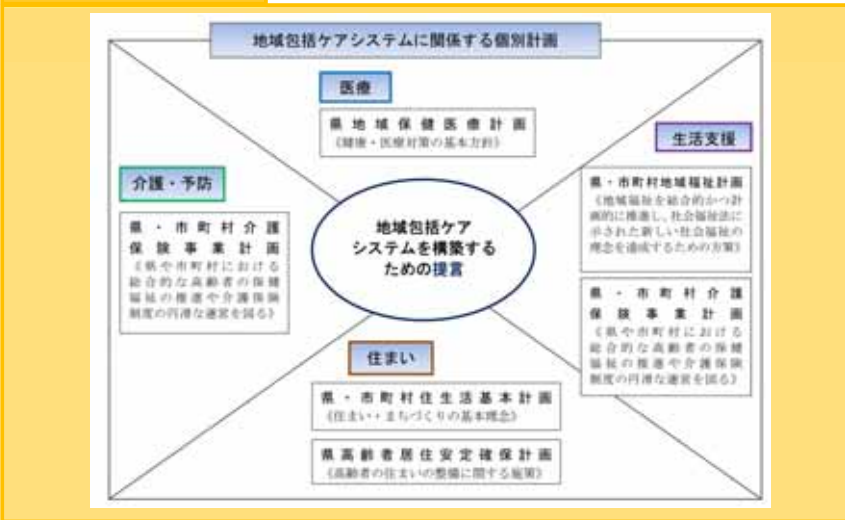 地域包括ケアシステムに関係する個別計画
医療
県地域保健医療計画
《健康・医療対策の基本方針》
生活支援
県・市町村地域福祉計画
《地域福祉を総合的かつ計
画的に推進し、社会福祉法に
示された新しい社会福祉の
理念を達成するための方策》
県・市町村介護
保険事業計画
《県や市町村における
総合的な高齢者の保健
福祉の推進や介護保険
制度の円滑な運営を図る》
介護・予防
県・市町村介護
保険事業計画
《県や市町村における
総合的な高齢者の保健
福祉の推進や介護保険
制度の円滑な運営を図る》
地域包括ケア
システムを構築する
ための提言
住まい
県・市町村住生活基本計画
《住まい・まちづくりの基本理念》
県高齢者居住安定確保計画
《高齢者の住まいの整備に関する施策》